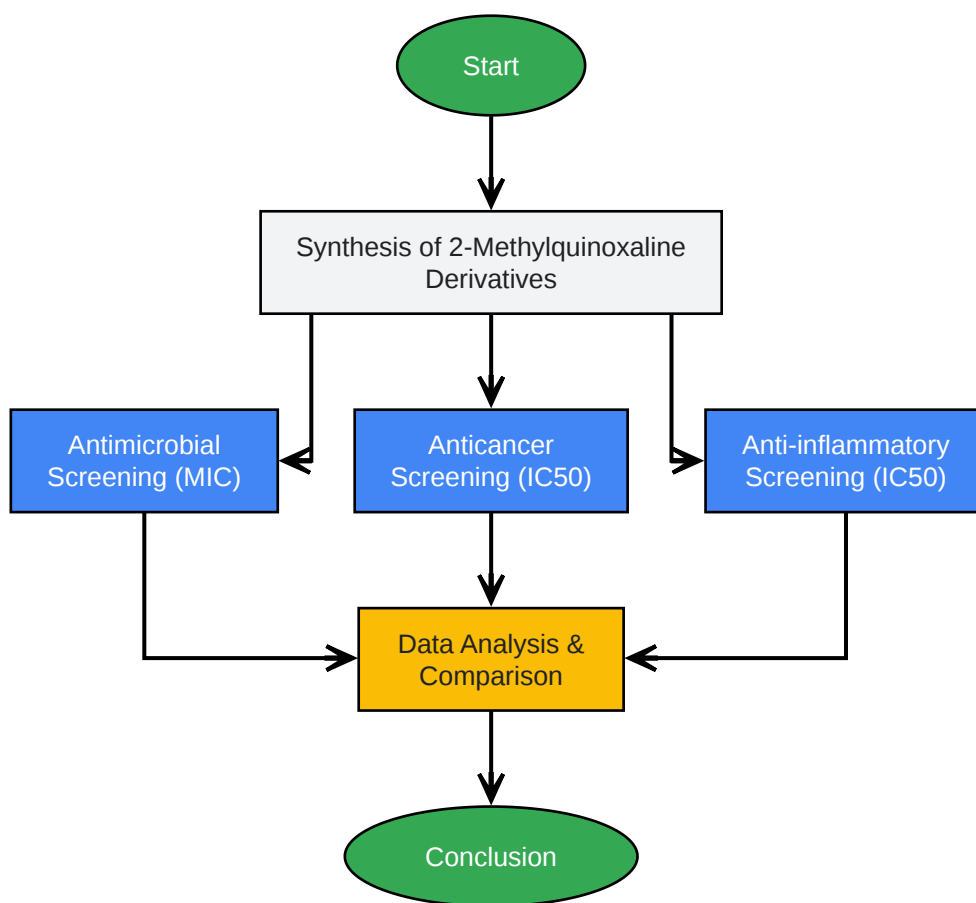 Start
Synthesis of 2-Methylquinoxaline
Derivatives
Antimicrobial
Screening (MIC)
Anticancer
Screening (IC50)
Anti-inflammatory
Screening (IC50)
Data Analysis &
Comparison
Conclusion